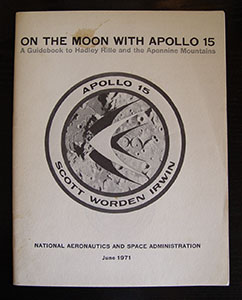 ON THE MOON WITH APOLLO 15
A Guidebook to Hadley Rille and the Apennine Mountains
APOLLO 15
SCOTT WORDEN IRWIN
NATIONAL AERONAUTICS AND SPACE ADMINISTRATION
June 1971